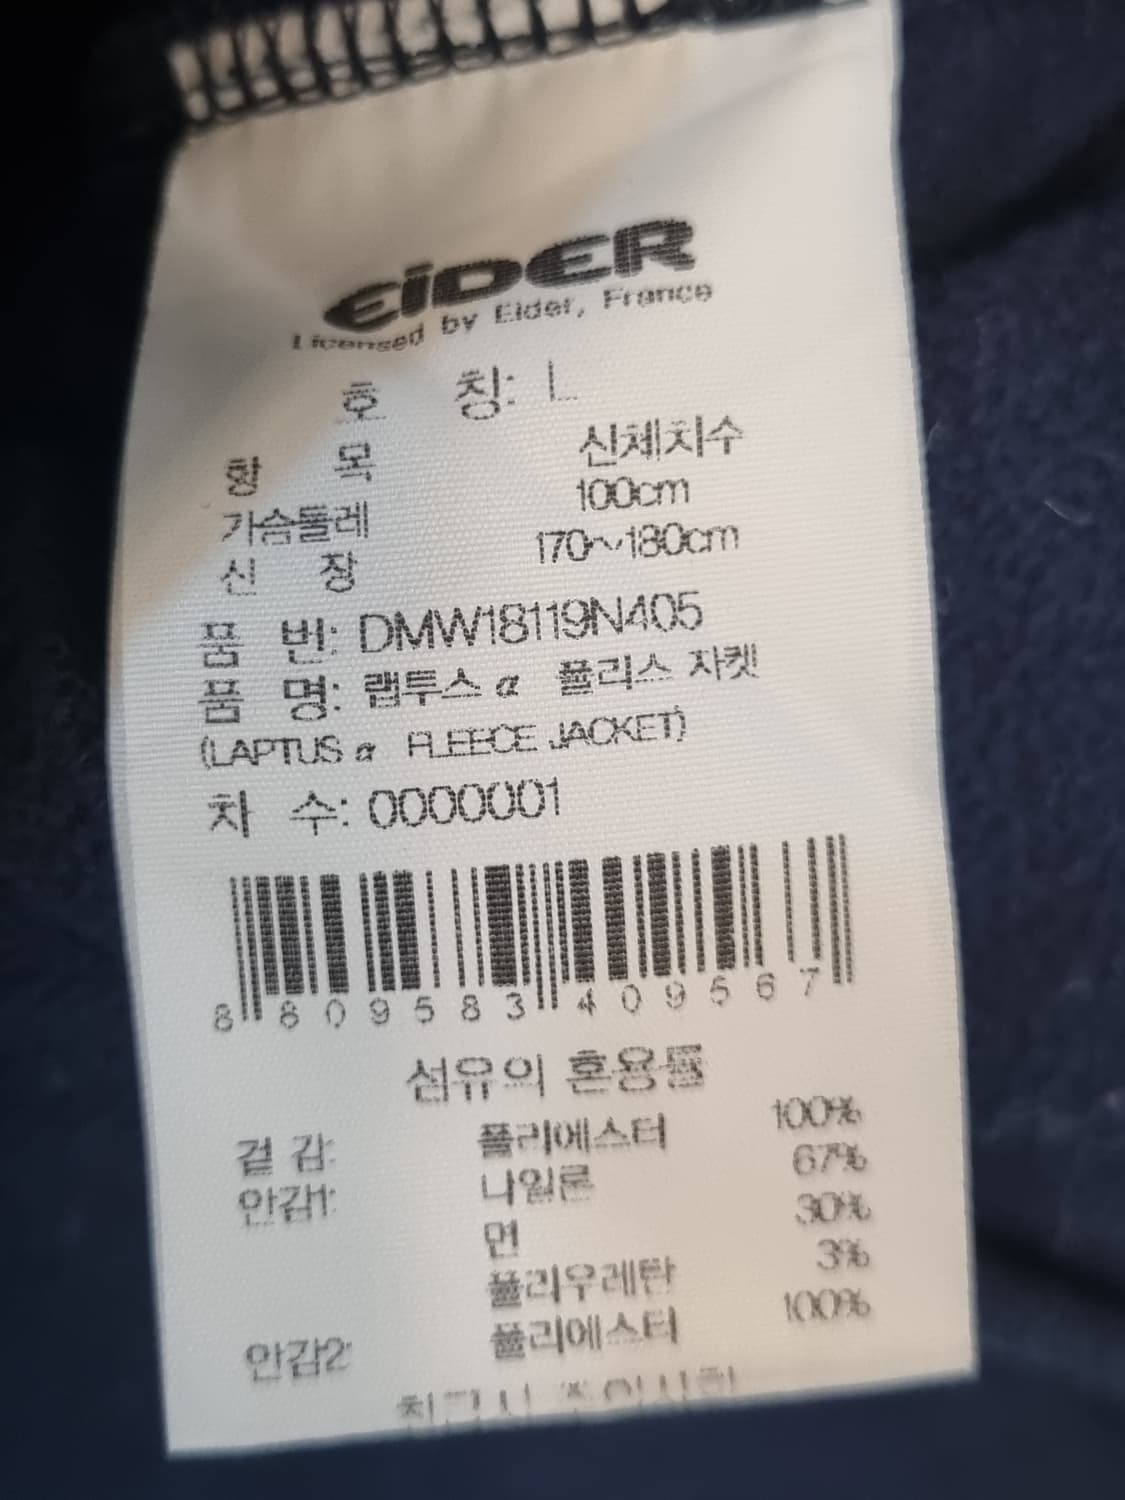 EiDER
Licensed by Eider, France
호 칭: L
항 목 신체치수
가슴둘레 100cm
신 장 170~180cm
품 번: DMW18119N405
품 명: 랩투스 α 플리스 자켓
(LAPTUS α FLEECE JACKET)
차 수: 0000001
8 809583 409567
섬유의 혼용률
겉 감: 폴리에스터 100%
안감1: 나일론 67%
면 30%
폴리우레탄 3%
안감2: 폴리에스터 100%